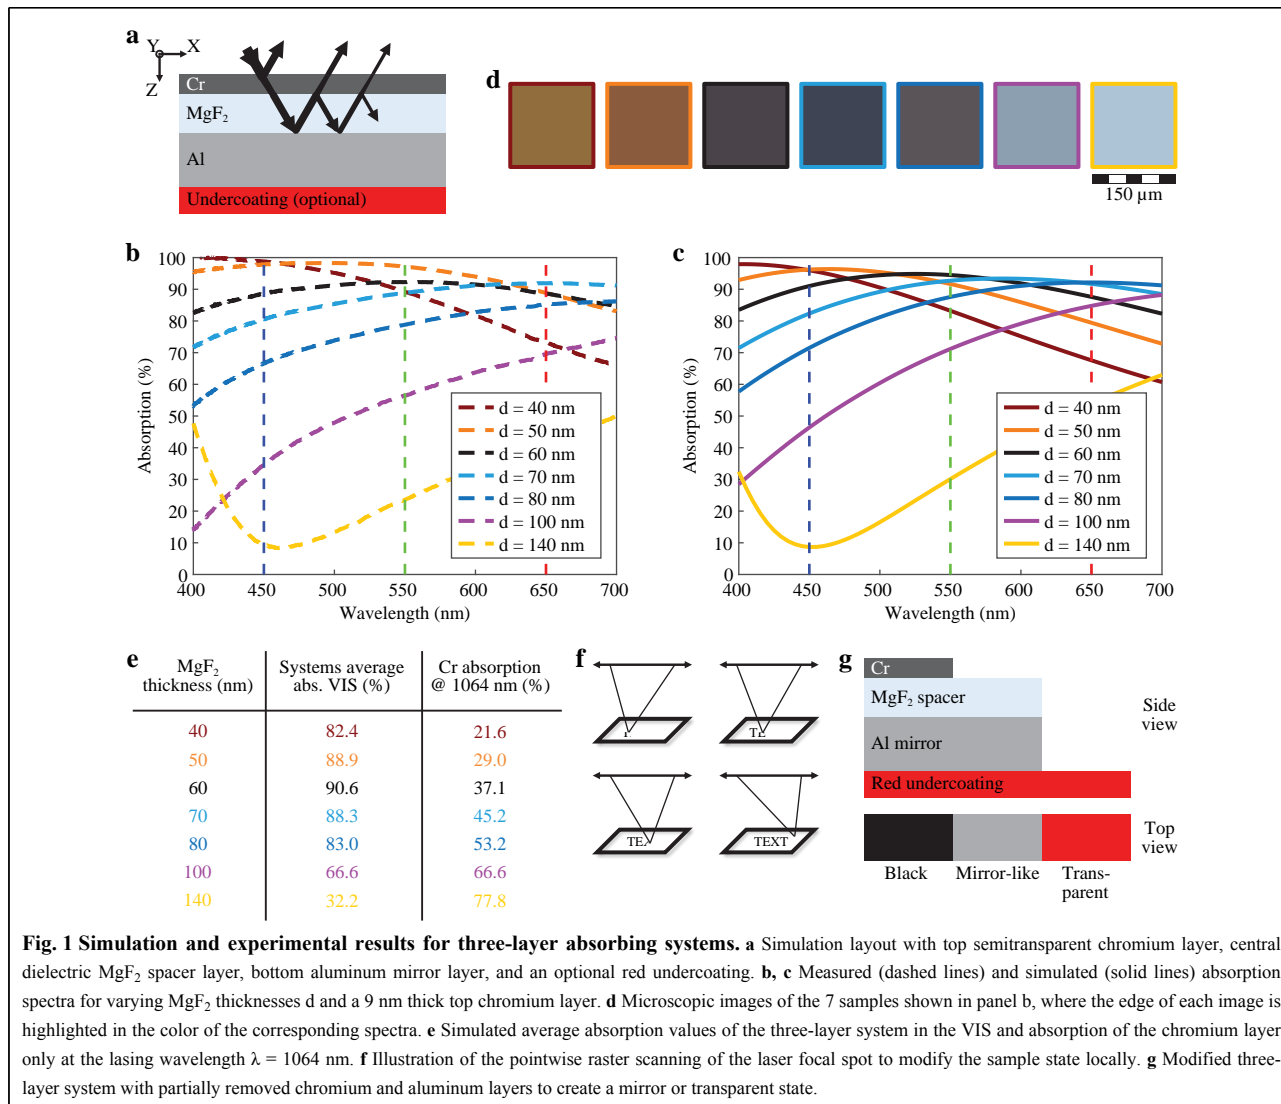 a
Y X
Z
Cr
MgF₂
Al
Undercoating (optional)
d
150 µm
b
Absorption (%)
100
90
80
70
60
50
40
30
20
10
0
d = 40 nm
d = 50 nm
d = 60 nm
d = 70 nm
d = 80 nm
d = 100 nm
d = 140 nm
400 450 500 550 600 650 700
Wavelength (nm)
c
Absorption (%)
100
90
80
70
60
50
40
30
20
10
0
d = 40 nm
d = 50 nm
d = 60 nm
d = 70 nm
d = 80 nm
d = 100 nm
d = 140 nm
400 450 500 550 600 650 700
Wavelength (nm)
e
MgF₂ thickness (nm) Systems average abs. VIS (%) Cr absorption @ 1064 nm (%)
40 82.4 21.6
50 88.9 29.0
60 90.6 37.1
70 88.3 45.2
80 83.0 53.2
100 66.6 66.6
140 32.2 77.8
f
TE
TEXT
g
Cr
MgF₂ spacer
Al mirror
Red undercoating
Side view
Top view
Black Mirror-like Trans-parent
Fig. 1 Simulation and experimental results for three-layer absorbing systems. a Simulation layout with top semitransparent chromium layer, central
dielectric MgF₂ spacer layer, bottom aluminum mirror layer, and an optional red undercoating. b, c Measured (dashed lines) and simulated (solid lines) absorption
spectra for varying MgF₂ thicknesses d and a 9 nm thick top chromium layer. d Microscopic images of the 7 samples shown in panel b, where the edge of each image is
highlighted in the color of the corresponding spectra. e Simulated average absorption values of the three-layer system in the VIS and absorption of the chromium layer
only at the lasing wavelength λ = 1064 nm. f Illustration of the pointwise raster scanning of the laser focal spot to modify the sample state locally. g Modified three-
layer system with partially removed chromium and aluminum layers to create a mirror or transparent state.